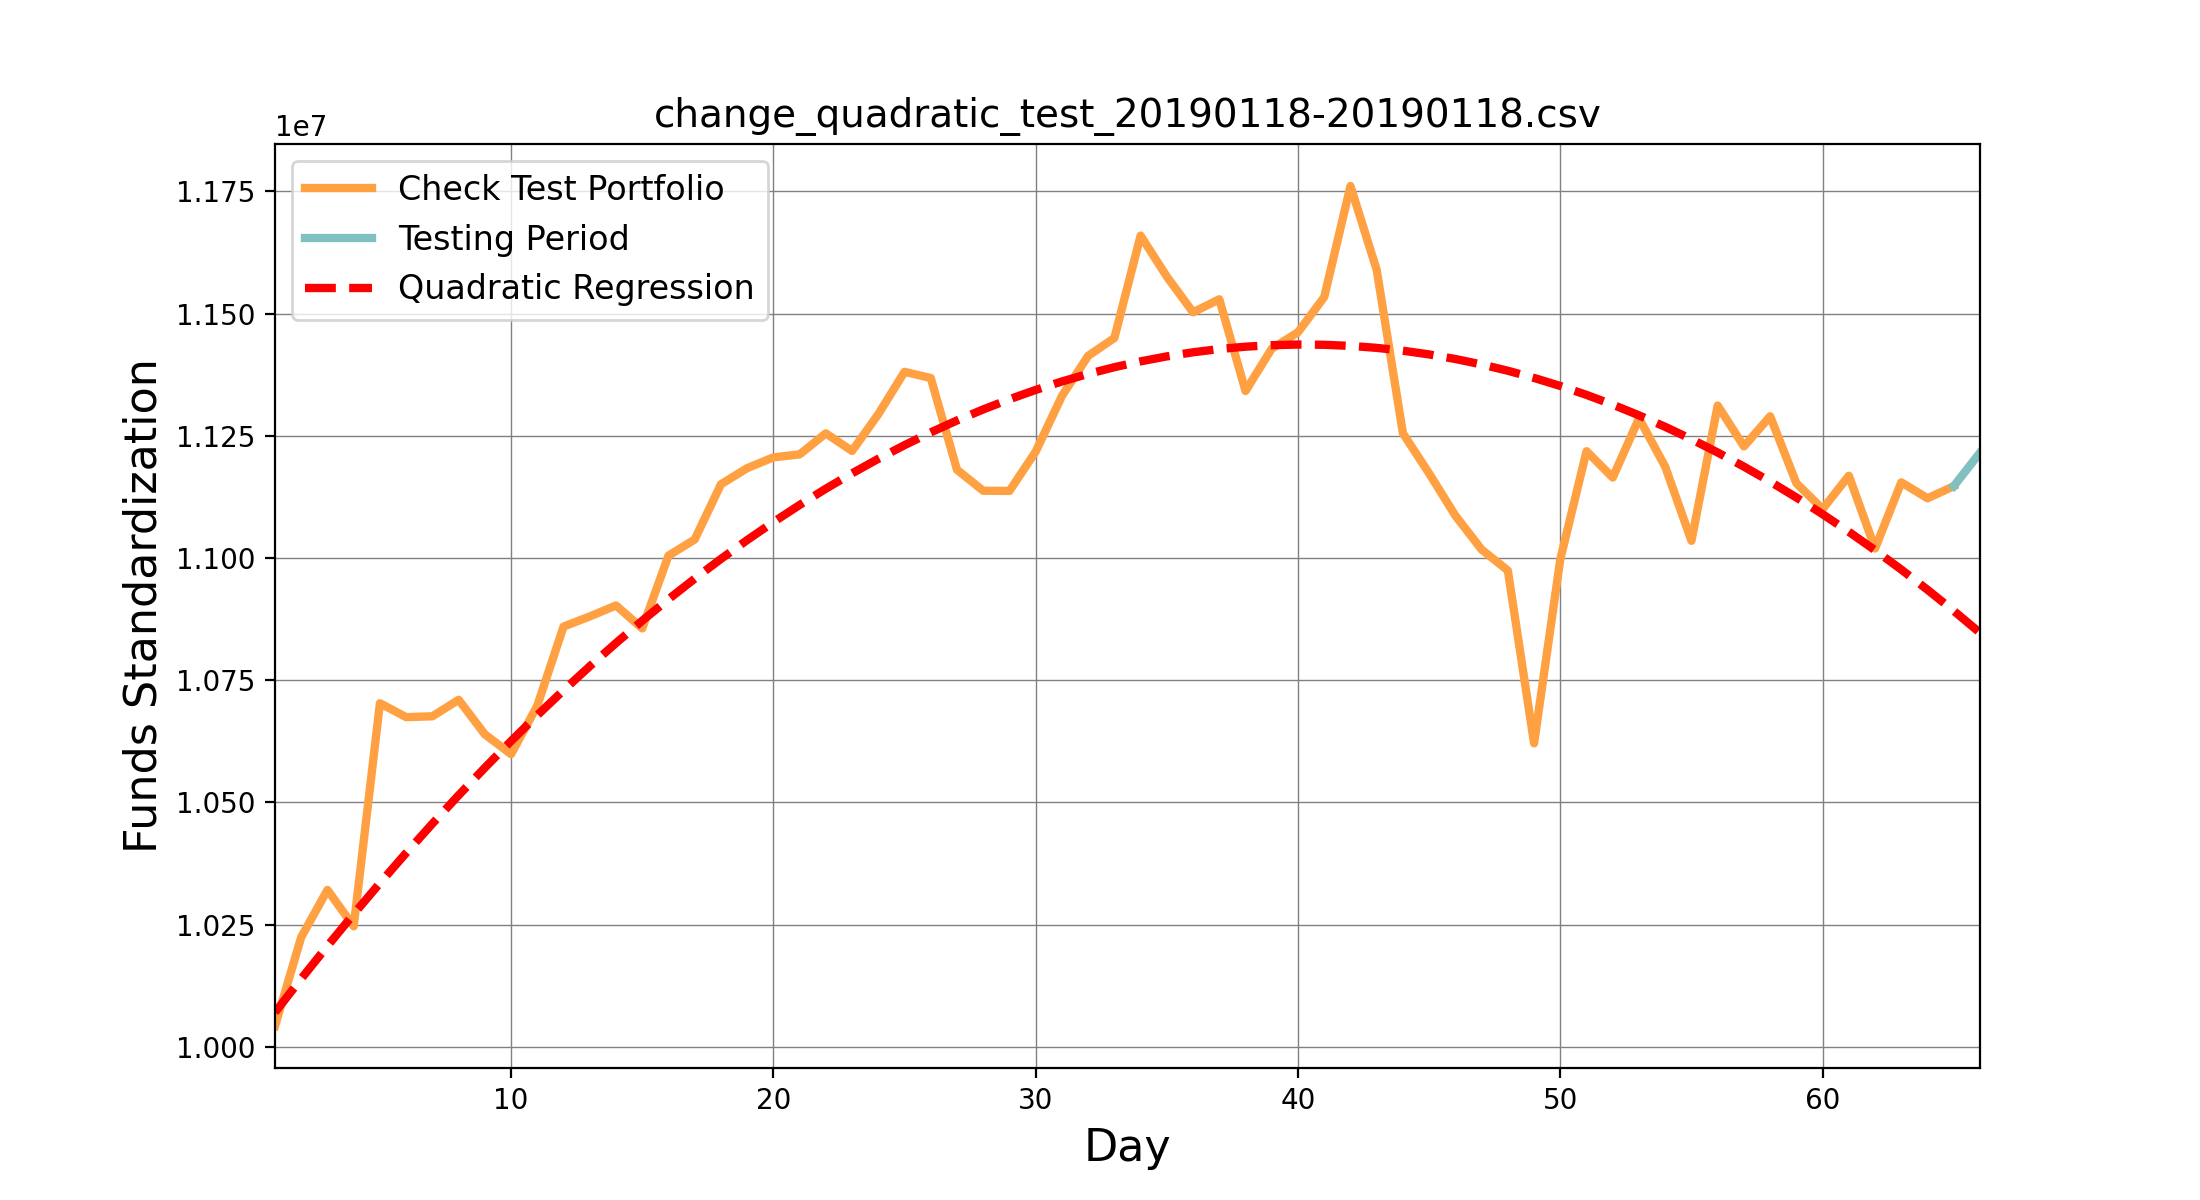 change_quadratic_test_20190118-20190118.csv
1e7
Check Test Portfolio
Testing Period
Quadratic Regression
Funds Standardization
1.175
1.150
1.125
1.100
1.075
1.050
1.025
1.000
10 20 30 40 50 60
Day